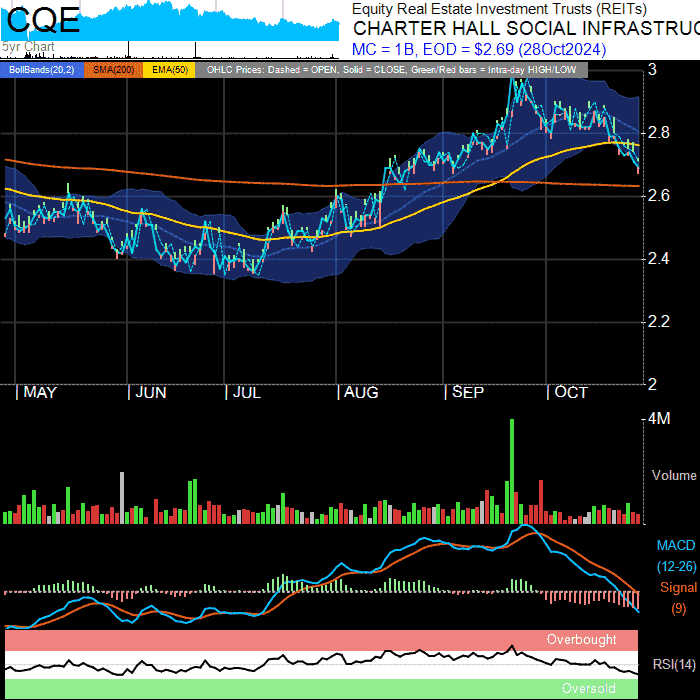 CQE
5yr Chart
Equity Real Estate Investment Trusts (REITs)
CHARTER HALL SOCIAL INFRASTRUC
MC = 1B, EOD = $2.69 (28Oct2024)
BollBands(20,2) SMA(200) EMA(50) OHLC Prices: Dashed = OPEN, Solid = CLOSE, Green/Red bars = Intra-day HIGH/LOW
3
2.8
2.6
2.4
2.2
2
MAY JUN JUL AUG SEP OCT
4M
Volume
MACD
(12-26)
Signal
(9)
Overbought
RSI(14)
Oversold